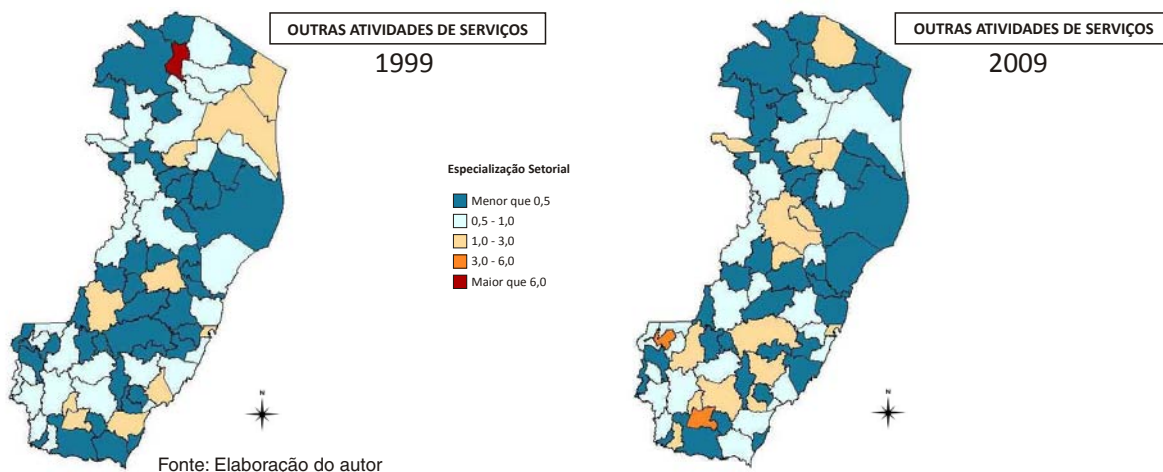 OUTRAS ATIVIDADES DE SERVIÇOS
1999
OUTRAS ATIVIDADES DE SERVIÇOS
2009
Especialização Setorial
Menor que 0,5
0,5 - 1,0
1,0 - 3,0
3,0 - 6,0
Maior que 6,0
N
N
Fonte: Elaboração do autor